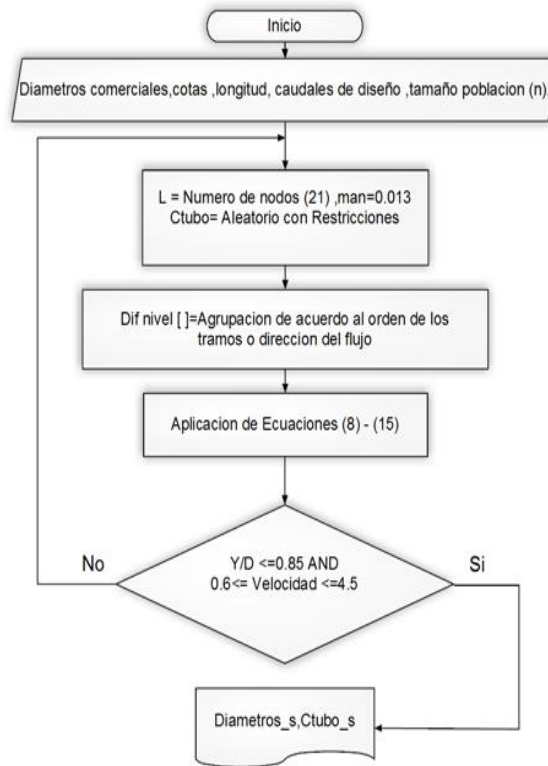 Inicio
Diametros comerciales,cotas ,longitud, caudales de diseño ,tamaño poblacion (n).
L = Numero de nodos (21) ,man=0.013
Ctubo= Aleatorio con Restricciones
Dif nivel [ ]=Agrupacion de acuerdo al orden de los
tramos o direccion del flujo
Aplicacion de Ecuaciones (8) - (15)
No
Y/D <=0.85 AND
0.6<= Velocidad <=4.5
Si
Diametros_s,Ctubo_s